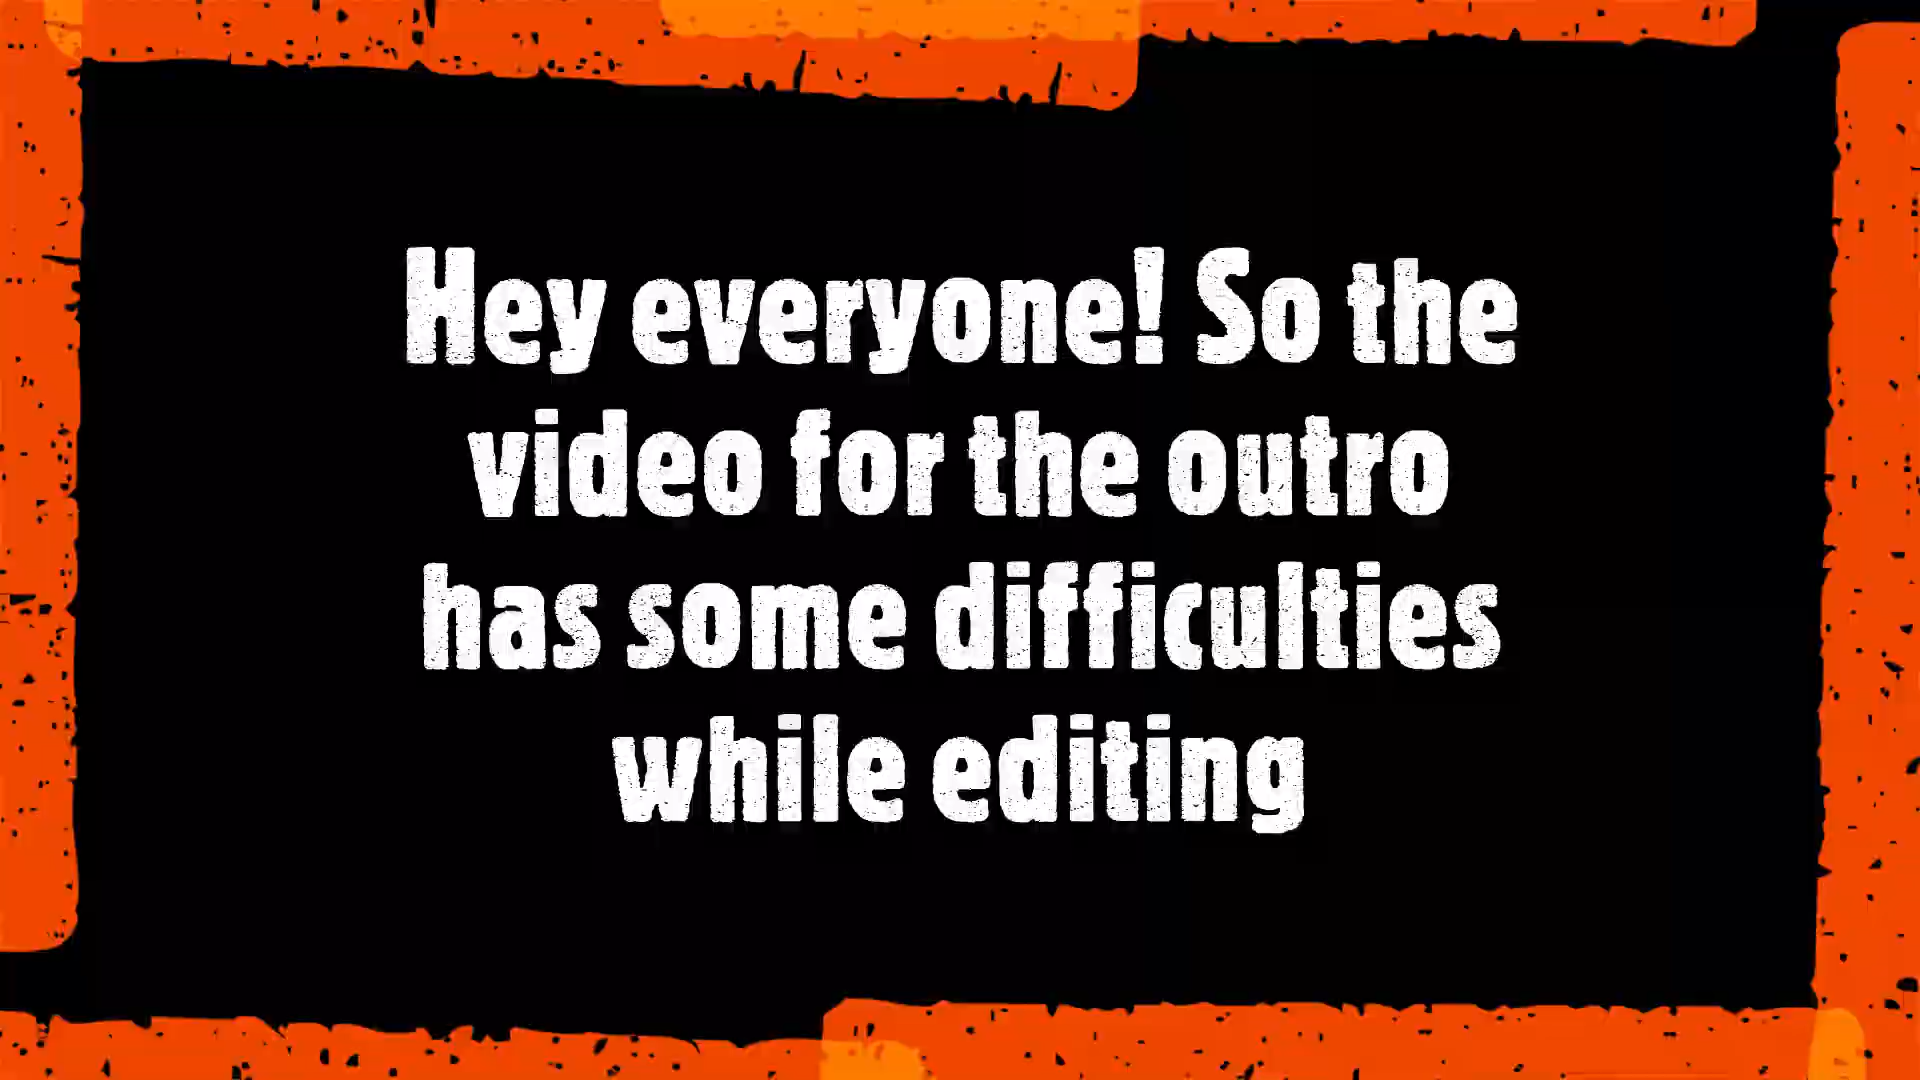 Hey everyone! So the
video for the outro
has some difficulties
while editing